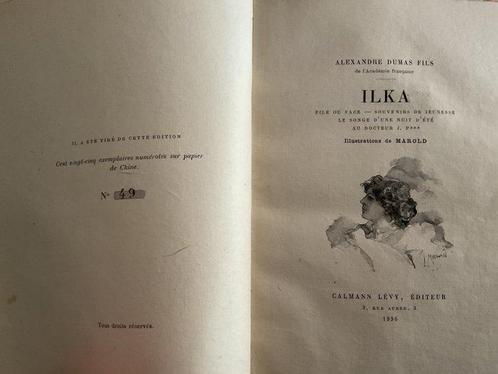 IL A ÉTÉ TIRÉ DE CETTE ÉDITION
Cent vingt-cinq exemplaires numérotés sur papier
de Chine.
N° 49
Tous droits réservés.
ALEXANDRE DUMAS FILS
de l'Académie française
ILKA
PILE OU FACE — SOUVENIRS DE JEUNESSE
LE SONGE D'UNE NUIT D'ÉTÉ
AU DOCTEUR J. P***
Illustrations de MAROLD
L. MAROLD
CALMANN LÉVY, ÉDITEUR
3, RUE AUBER, 3
1896